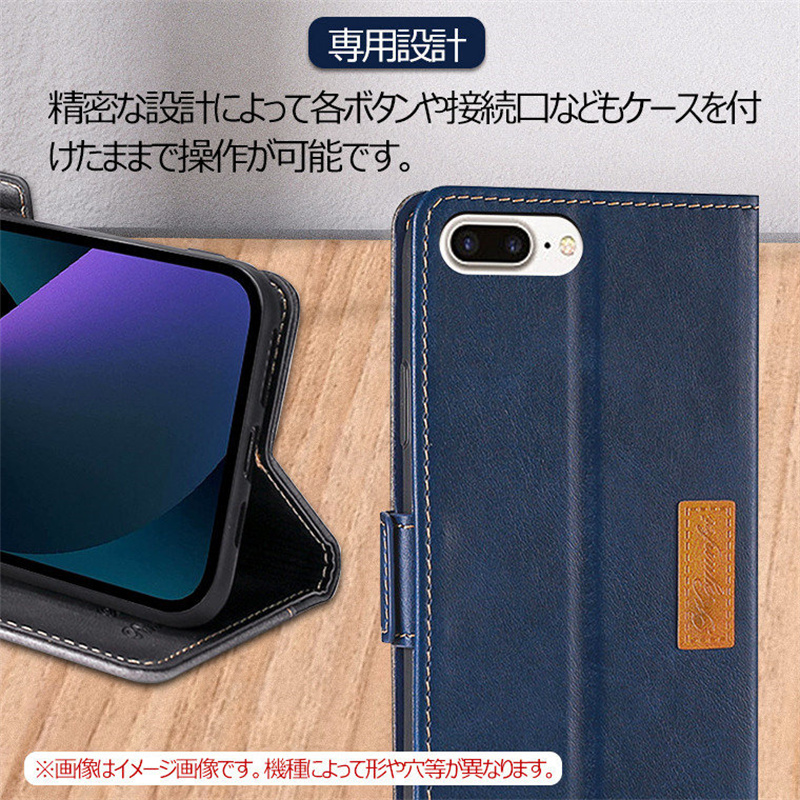 専用設計
精密な設計によって各ボタンや接続口などもケースを付
けたままで操作が可能です。
※画像はイメージ画像です。機種によって形や穴等が異なります。